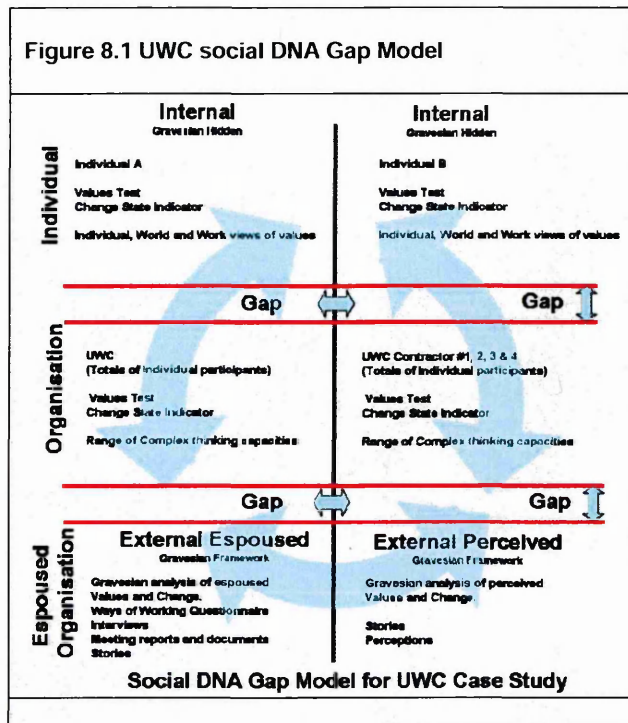 Figure 8.1 UWC social DNA Gap Model
Internal
Gravesian Hidden
Internal
Gravesian Hidden
Individual
Individual A
Values Test
Change State Indicator
Individual, World and Work views of values
Individual B
Values Test
Change State Indicator
Individual, World and Work views of values
Gap
Gap
Organisation
UWC
(Totals of Individual participants)
Values Test
Change State Indicator
Range of Complex thinking capacities
UWC Contractor #1, 2, 3 & 4
(Totals of Individual participants)
Values Test
Change State Indicator
Range of Complex thinking capacities
Gap
Gap
Espoused
Organisation
External Espoused
Gravesian Framework
Gravesian analysis of espoused
Values and Change.
Ways of Working Questionnaire
Interviews
Meeting reports and documents
Stories
External Perceived
Gravesian Framework
Gravesian analysis of perceived
Values and Change.
Stories
Perceptions
Social DNA Gap Model for UWC Case Study